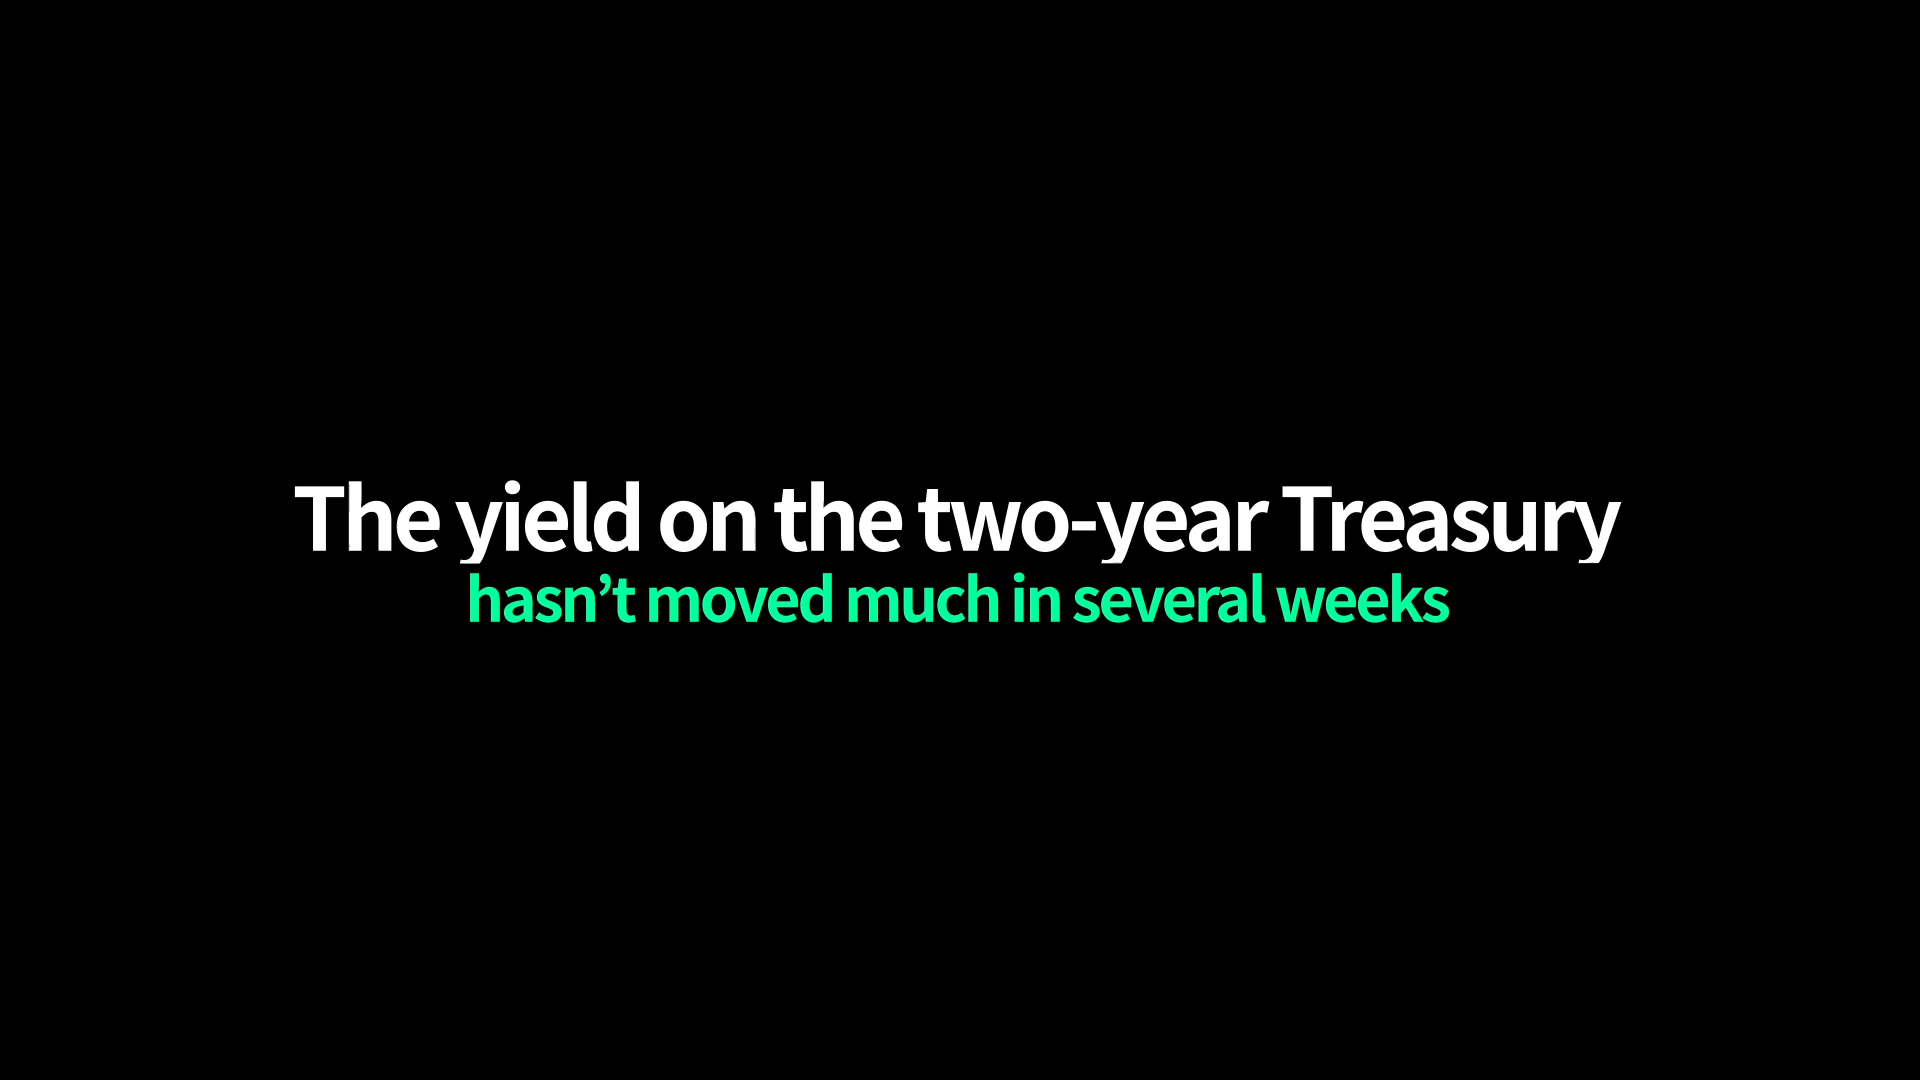 The yield on the two-year Treasury
hasn’t moved much in several weeks